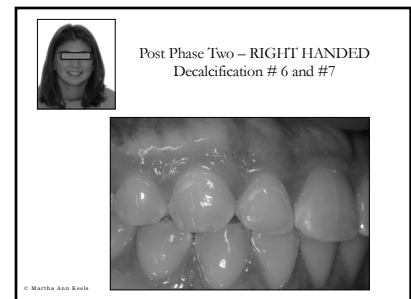 Post Phase Two – RIGHT HANDED
Decalcification # 6 and #7
© Martha Ann Keels